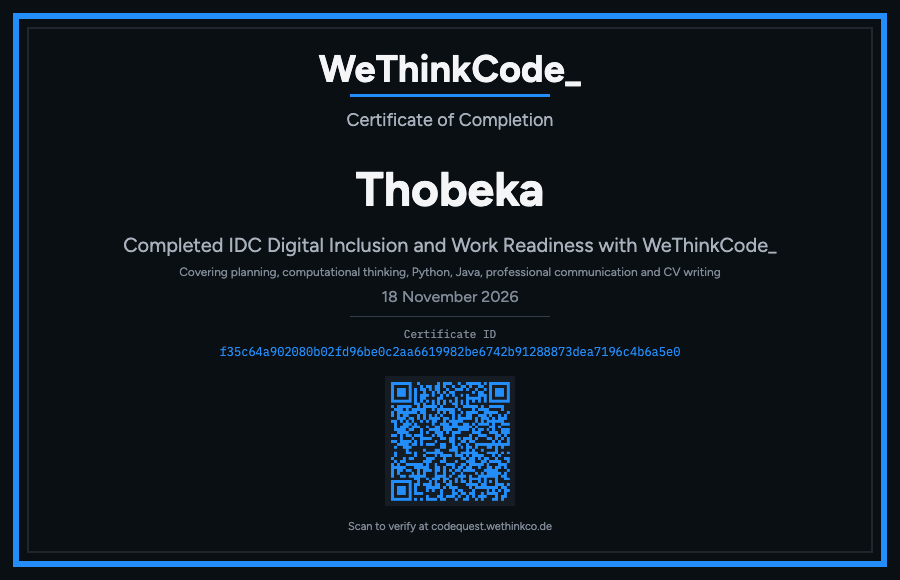 WeThinkCode_
Certificate of Completion
Thobeka
Completed IDC Digital Inclusion and Work Readiness with WeThinkCode_
Covering planning, computational thinking, Python, Java, professional communication and CV writing
18 November 2026
Certificate ID
f35c64a902080b02fd96be0c2aa6619982be6742b91288873dea7196c4b6a5e0
Scan to verify at codequest.wethinkco.de